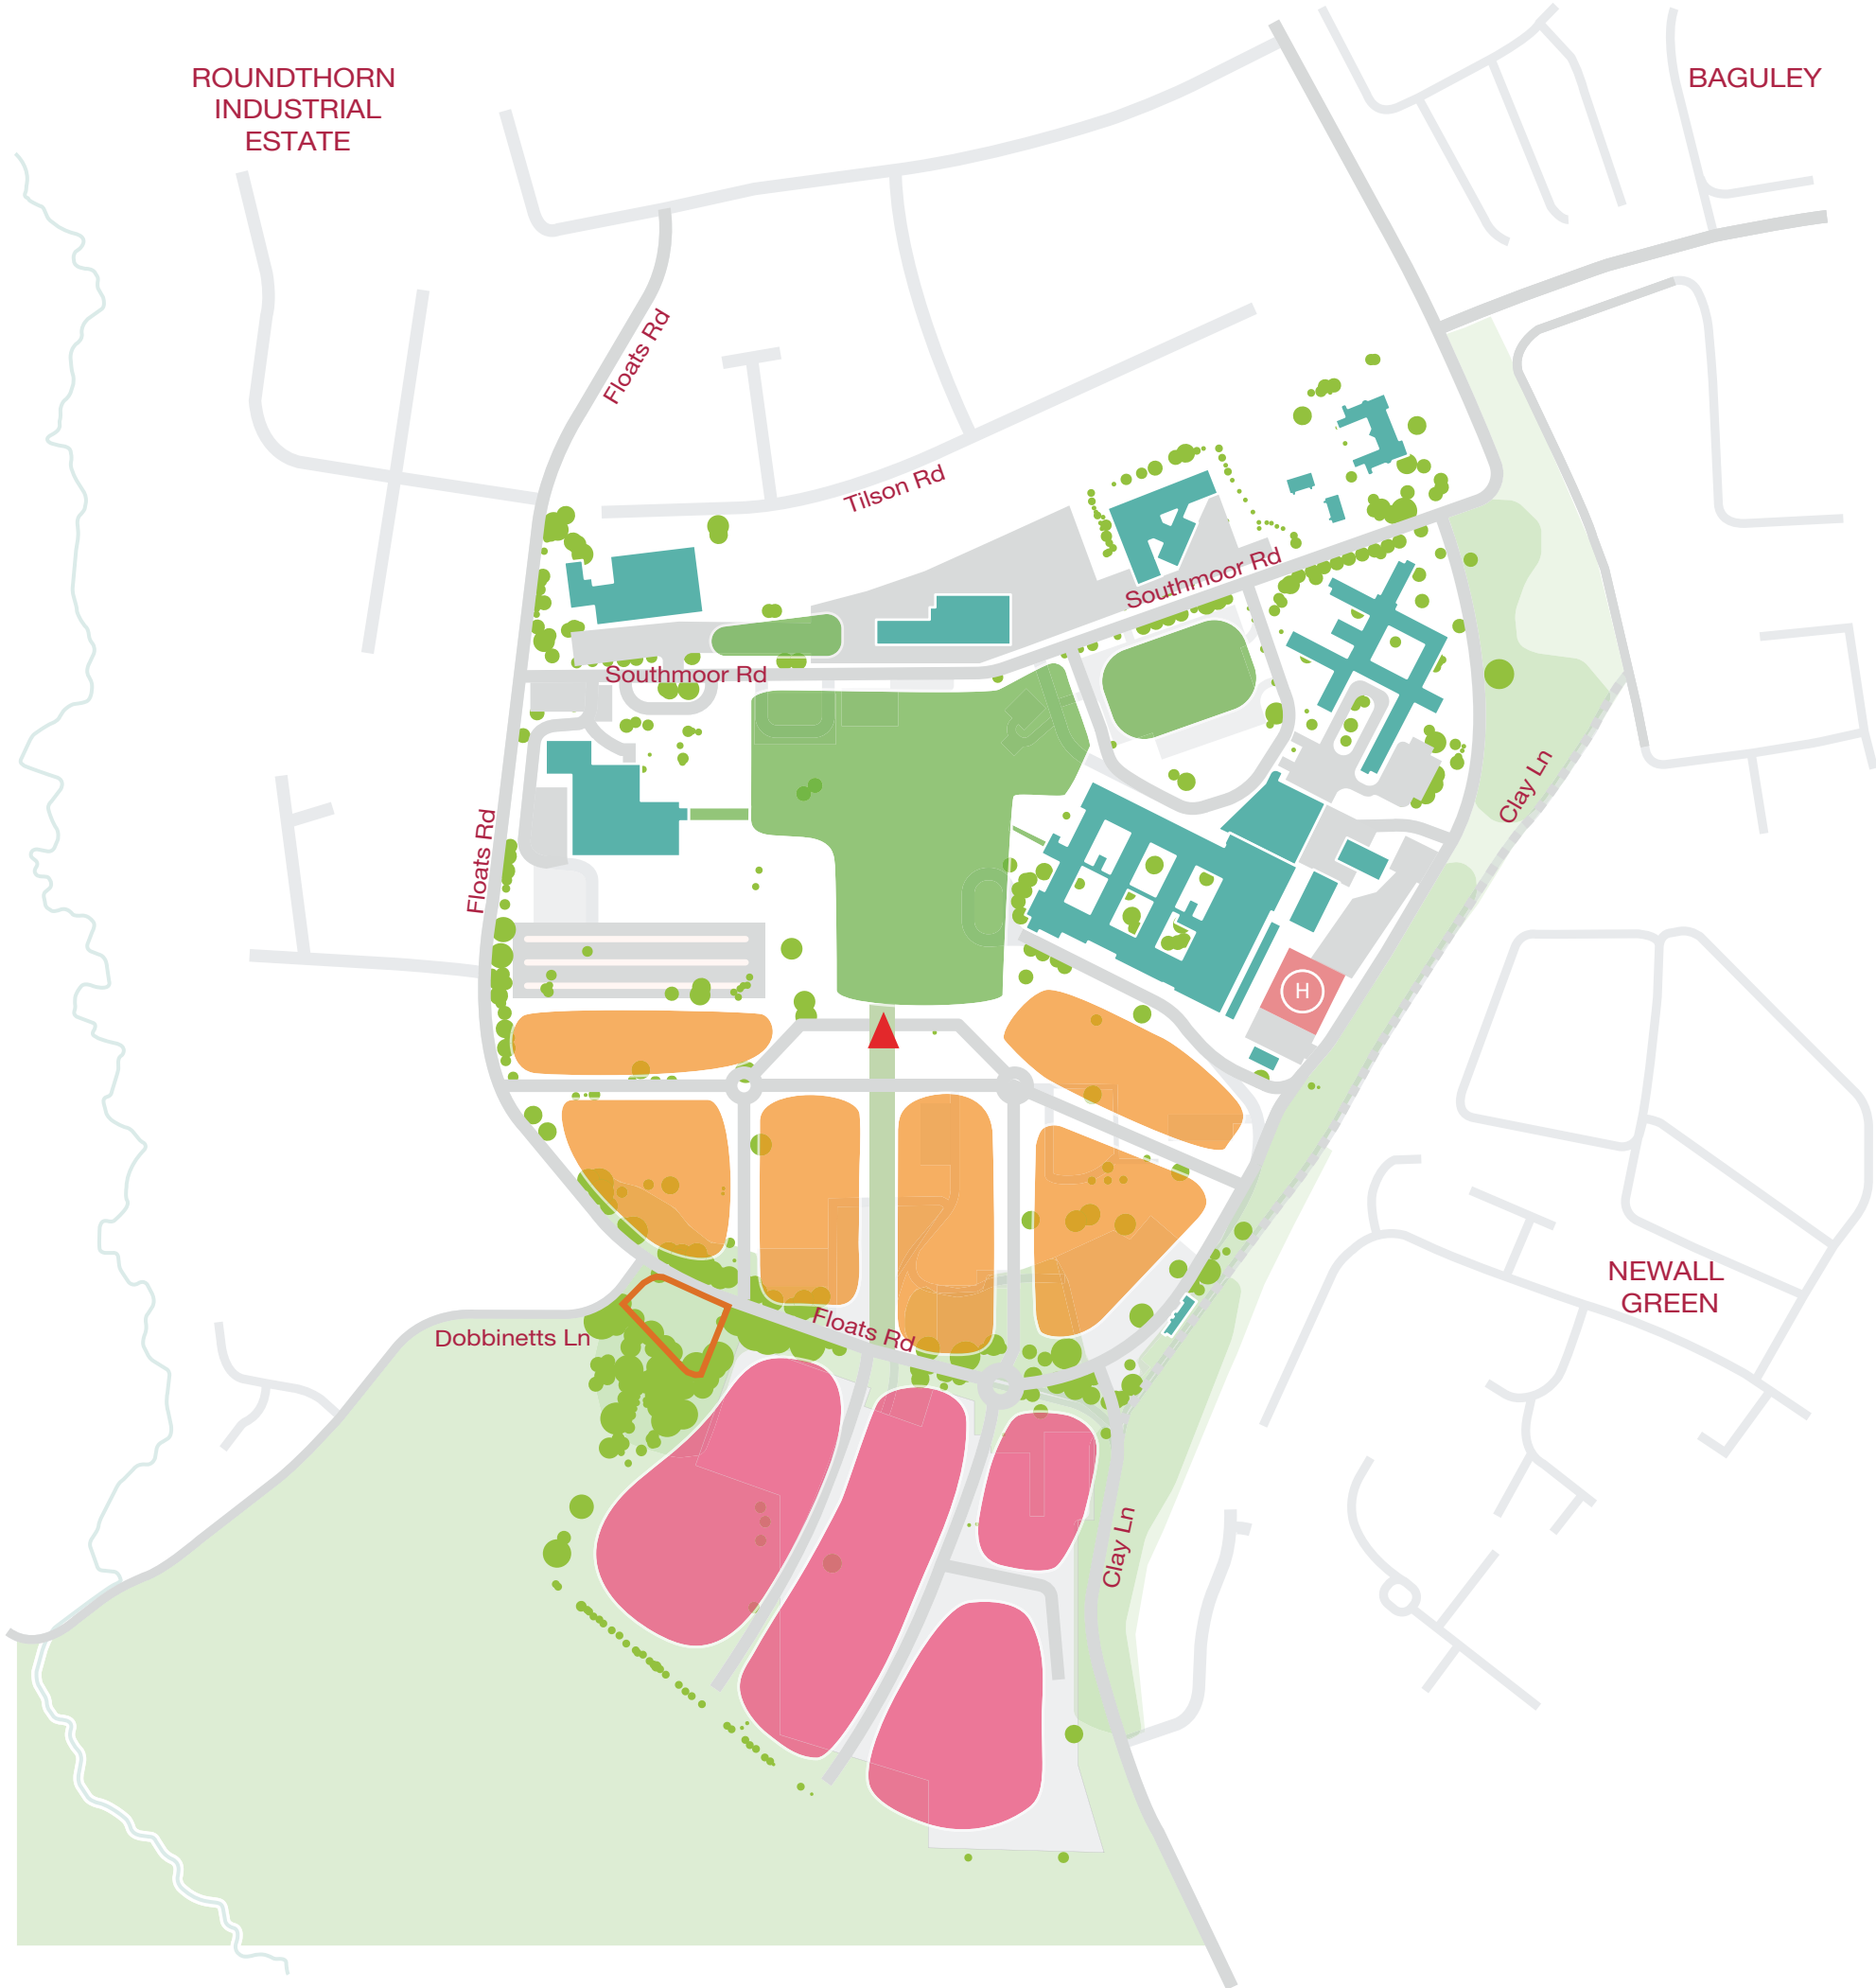 ROUNDTHORN
INDUSTRIAL
ESTATE
BAGULEY
Floats Rd
Tilson Rd
Southmoor Rd
Southmoor Rd
Clay Ln
Floats Rd
H
NEWALL
GREEN
Floats Rd
Dobbinetts Ln
Clay Ln